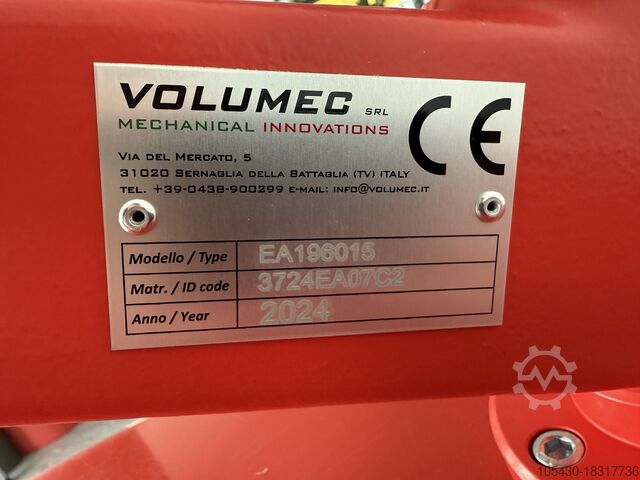 VOLUMEC SRL
MECHANICAL INNOVATIONS
CE
VIA DEL MERCATO, 5
31020 SERNAGLIA DELLA BATTAGLIA (TV) ITALY
TEL. +39-0438-900299 E-MAIL: INFO@VOLUMEC.IT
Modello / Type EA196015
Matr. / ID code 3724EA07C2
Anno / Year 2024
105430-18317736